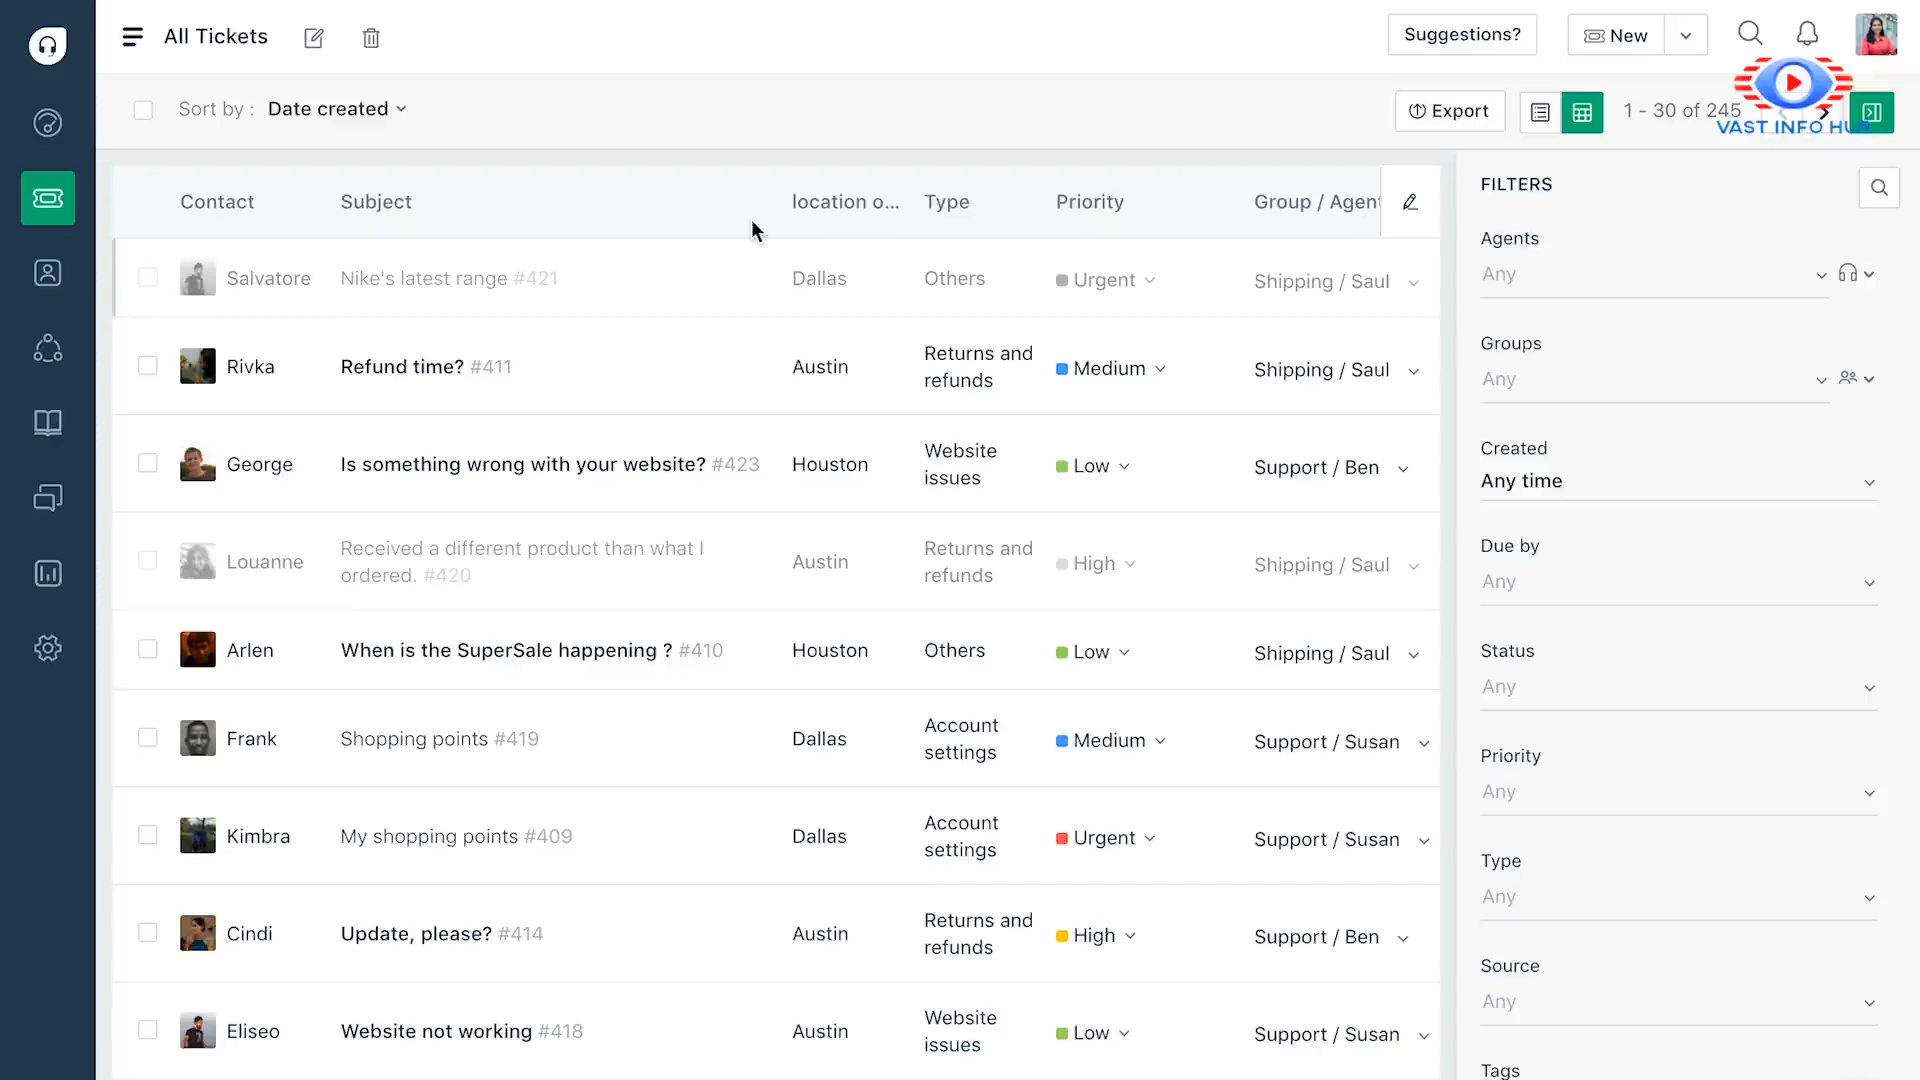 All Tickets
Suggestions?
New
Sort by : Date created
Export
1 - 30 of 245
VAST INFO HUB
Contact Subject location o... Type Priority Group / Agent
Salvatore Nike's latest range #421 Dallas Others Urgent Shipping / Saul
Rivka Refund time? #411 Austin Returns and refunds Medium Shipping / Saul
George Is something wrong with your website? #423 Houston Website issues Low Support / Ben
Louanne Received a different product than what I ordered. #420 Austin Returns and refunds High Shipping / Saul
Arlen When is the SuperSale happening ? #410 Houston Others Low Shipping / Saul
Frank Shopping points #419 Dallas Account settings Medium Support / Susan
Kimbra My shopping points #409 Dallas Account settings Urgent Support / Susan
Cindi Update, please? #414 Austin Returns and refunds High Support / Ben
Eliseo Website not working #418 Austin Website issues Low Support / Susan
FILTERS
Agents
Any
Groups
Any
Created
Any time
Due by
Any
Status
Any
Priority
Any
Type
Any
Source
Any
Tags